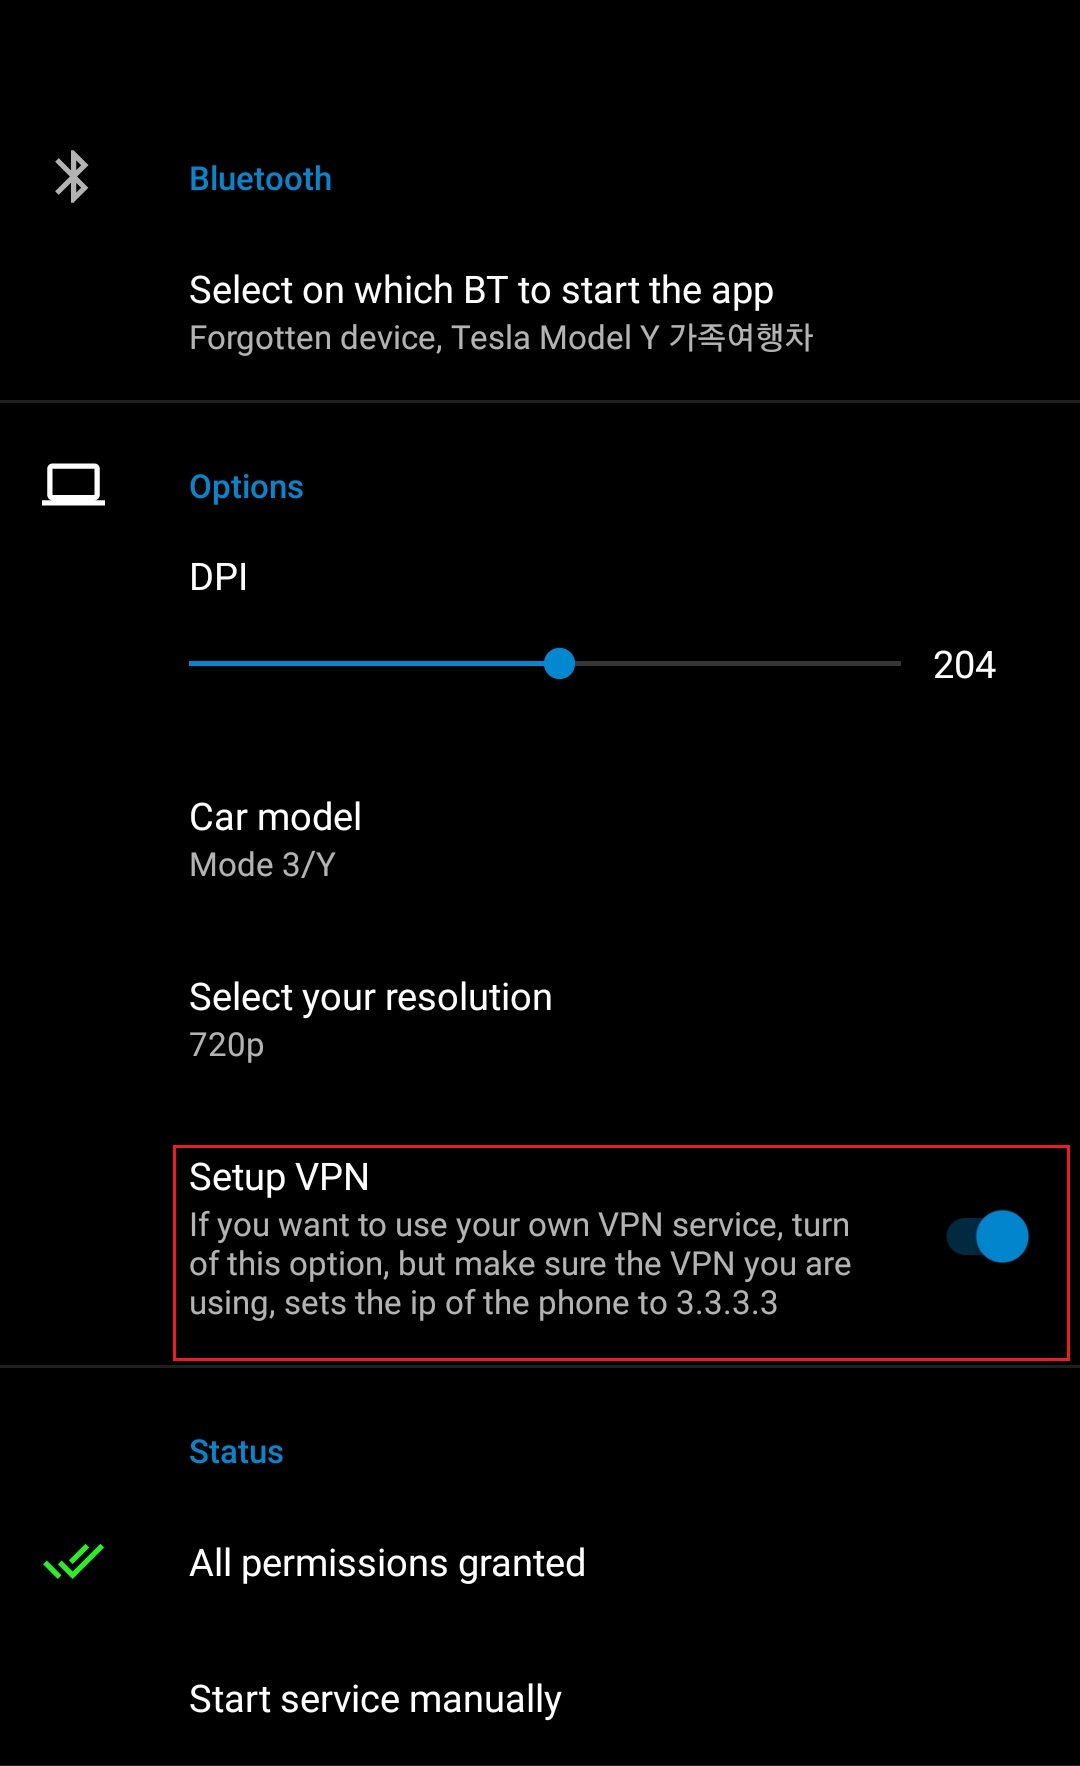 Bluetooth
Select on which BT to start the app
Forgotten device, Tesla Model Y 가족여행차
Options
DPI
204
Car model
Mode 3/Y
Select your resolution
720p
Setup VPN
If you want to use your own VPN service, turn
of this option, but make sure the VPN you are
using, sets the ip of the phone to 3.3.3.3
Status
All permissions granted
Start service manually